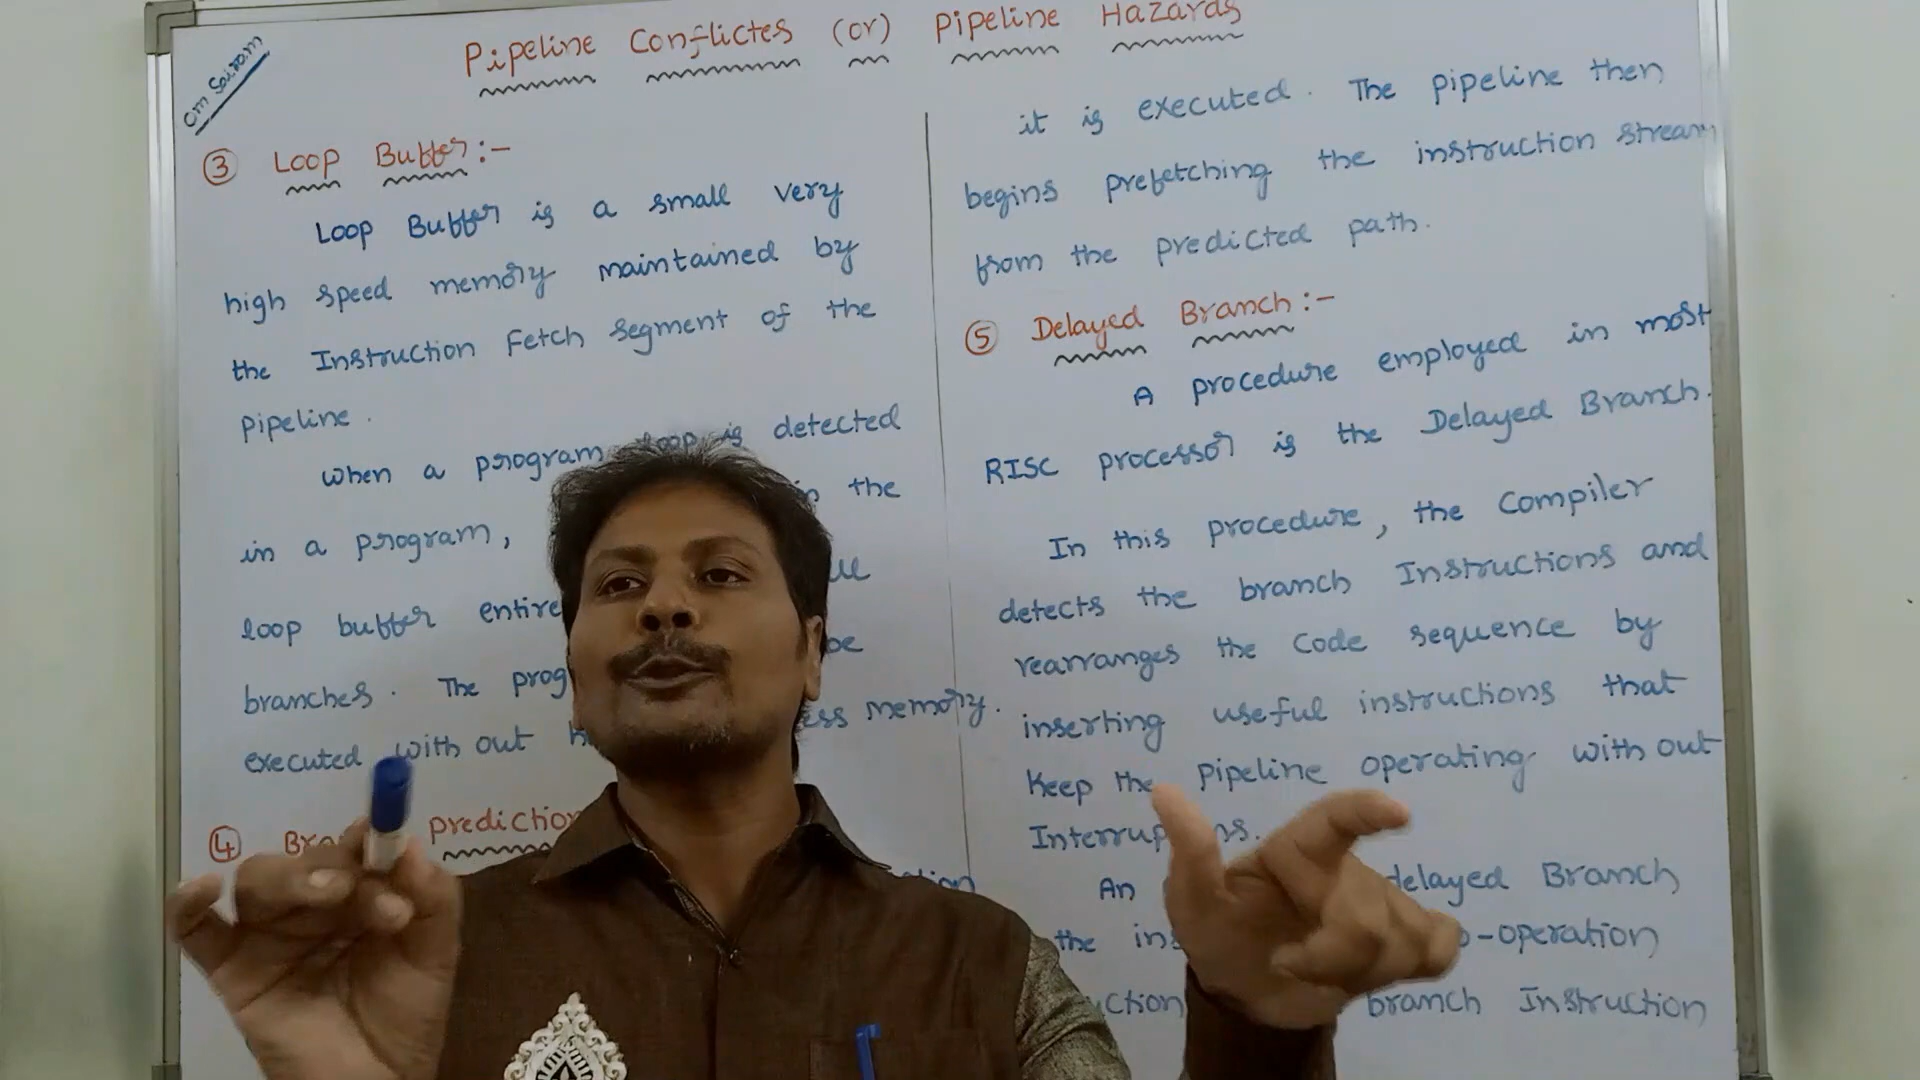 Pipeline Conflictes (or) Pipeline Hazards
Om Sairam
③ Loop Buffer:-
Loop Buffer is a small very
high speed memory maintained by
the Instruction Fetch segment of the
pipeline.
when a program loop is detected
in a program, the
loop buffer
branches. The
executed with out memory.
④ prediction
it is executed. The pipeline then
begins prefetching the instruction stream
from the predicted path.
⑤ Delayed Branch:-
A procedure employed in most
RISC processor is the Delayed Branch.
In this procedure, the compiler
detects the branch Instructions and
rearranges the code sequence by
inserting useful instructions that
Keep the pipeline operating with out
An delayed Branch
the
branch Instruction